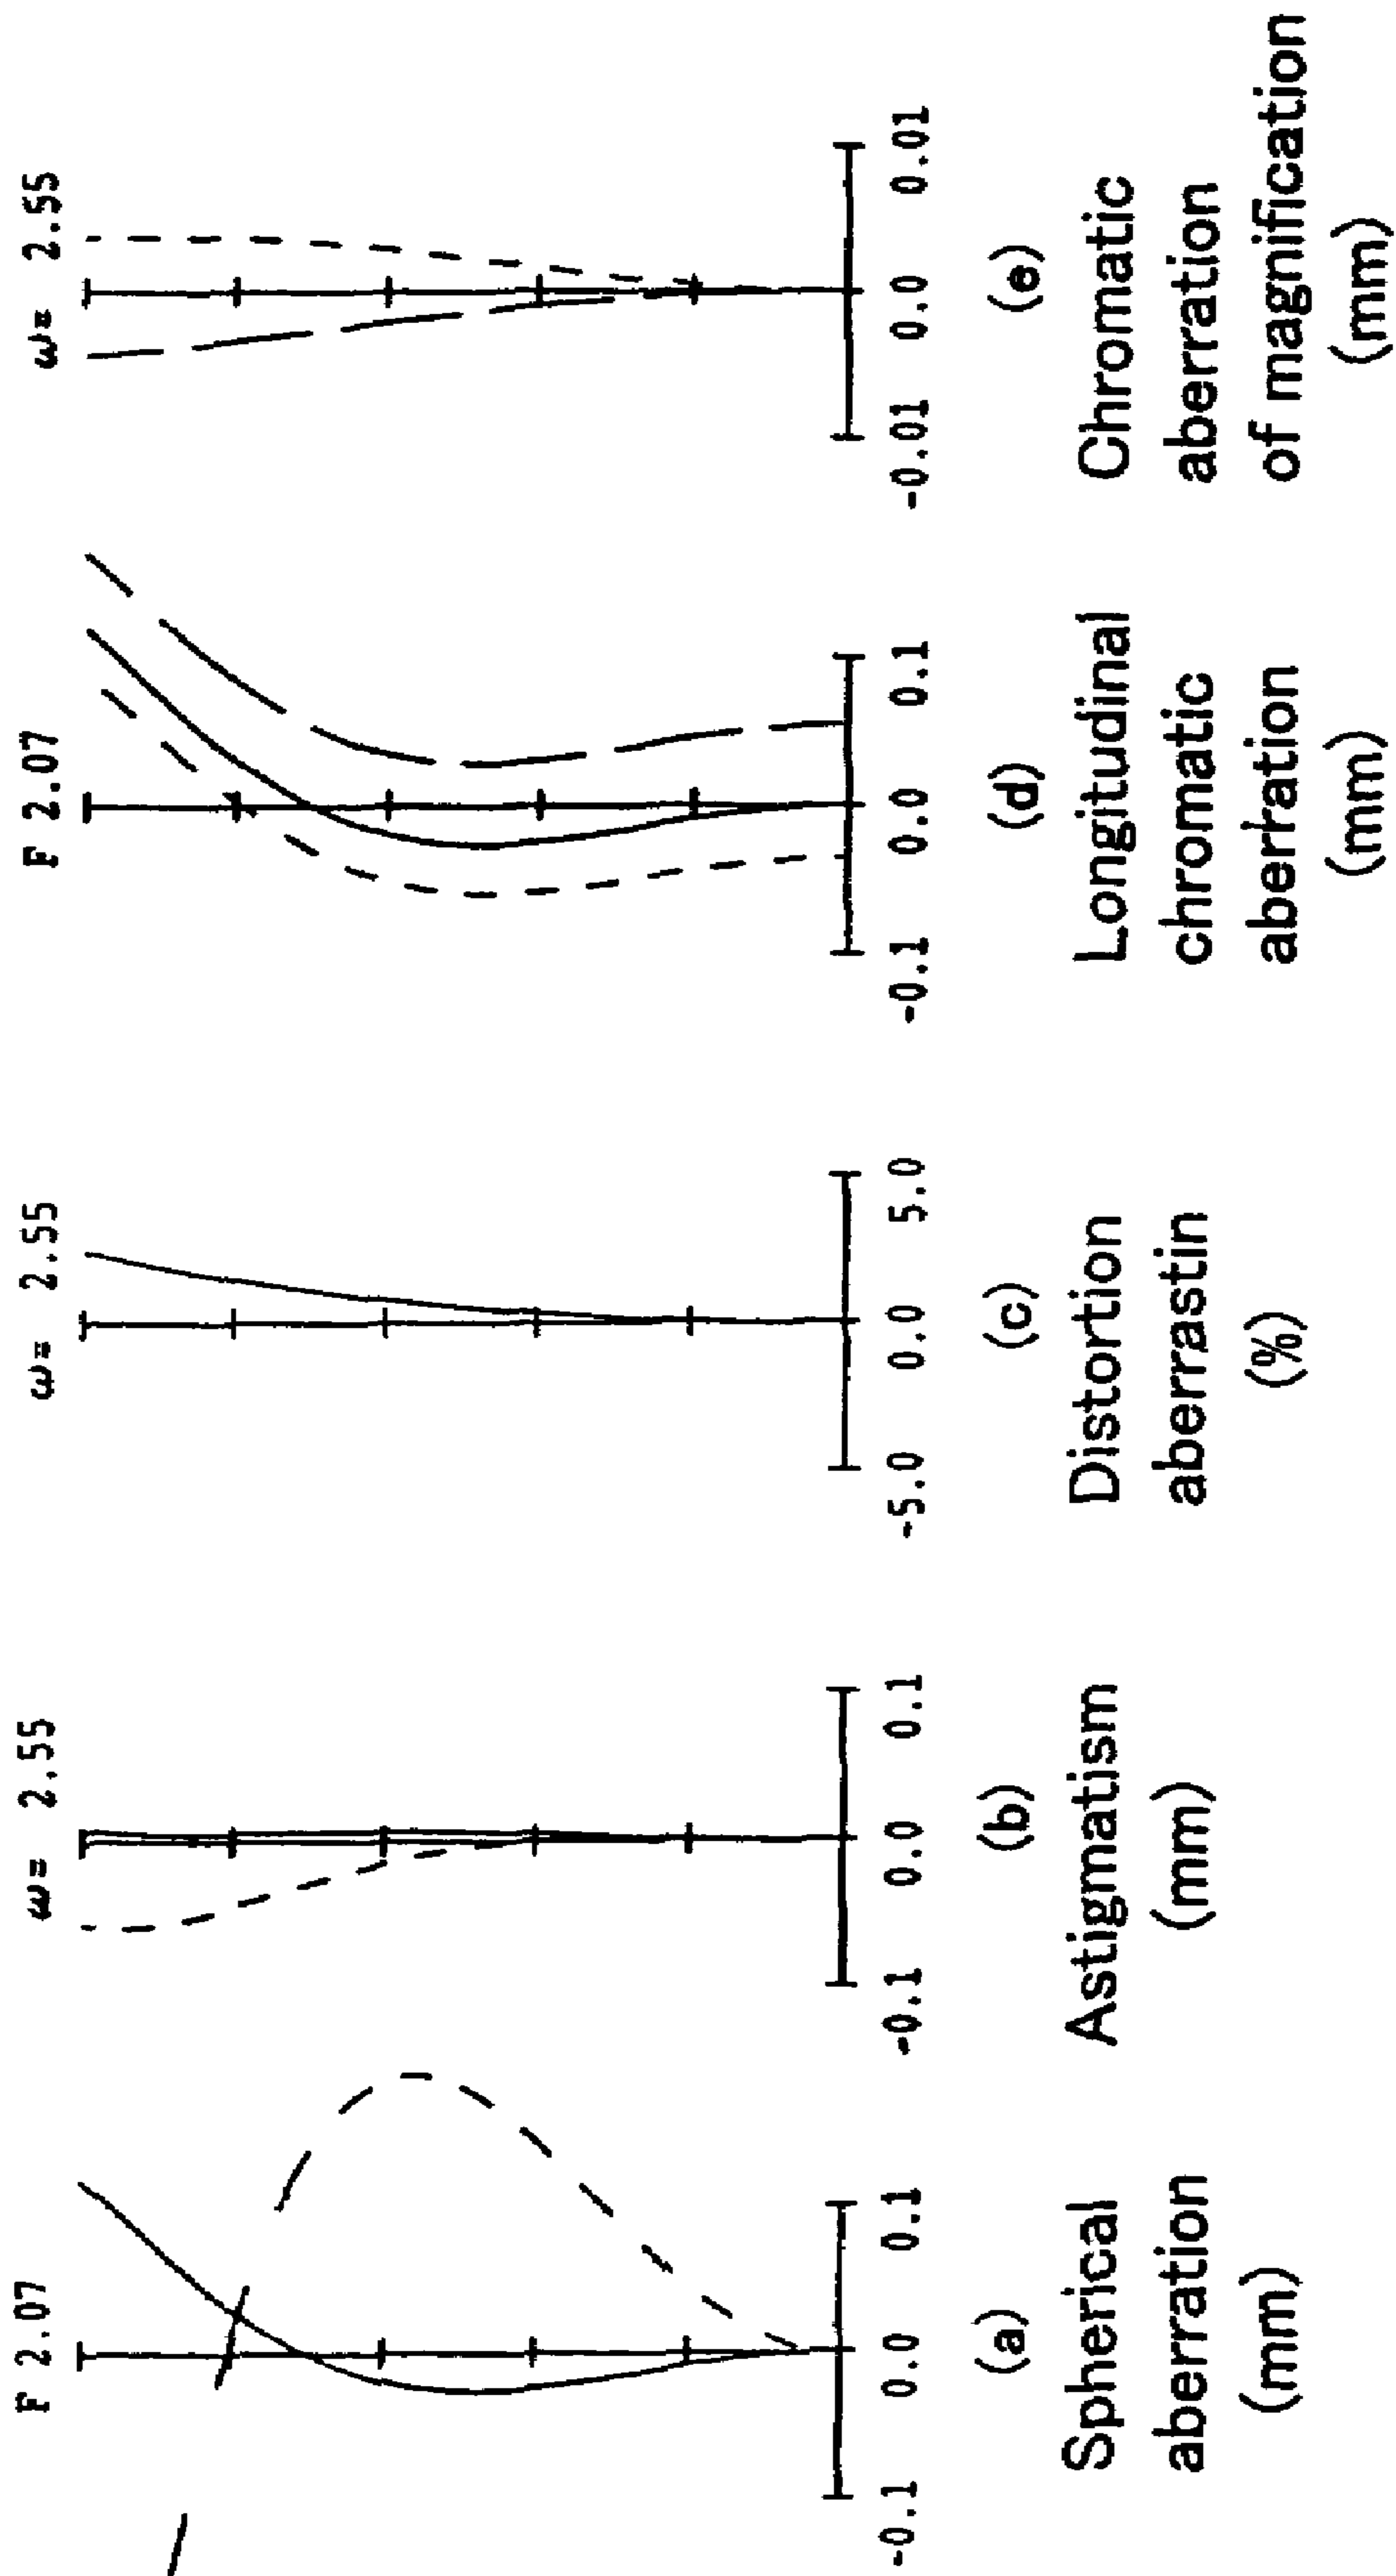 F 2.07
-0.1 0.0 0.1
(a)
Spherical
aberration
(mm)
ω= 2.55
-0.1 0.0 0.1
(b)
Astigmatism
(mm)
ω= 2.55
-5.0 0.0 5.0
(c)
Distortion
aberrastin
(%)
F 2.07
-0.1 0.0 0.1
(d)
Longitudinal
chromatic
aberration
(mm)
ω= 2.55
-0.01 0.0 0.01
(e)
Chromatic
aberration
of magnification
(mm)